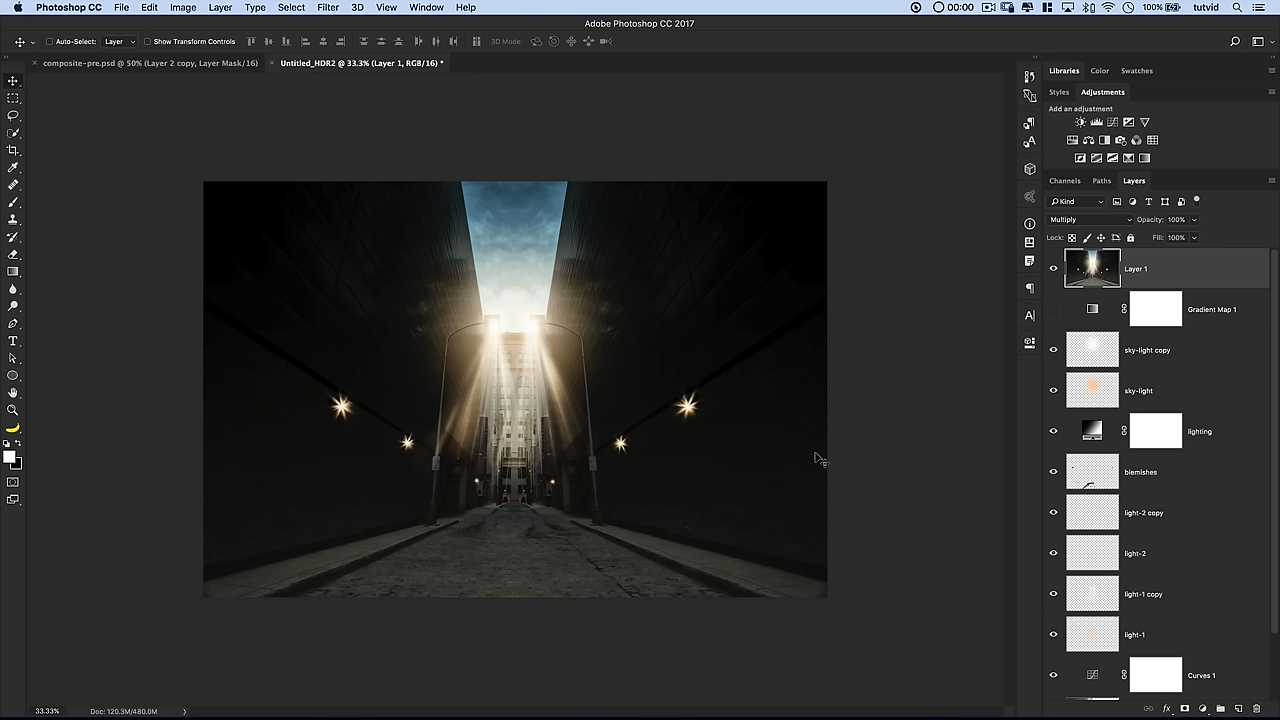 Photoshop CC File Edit Image Layer Type Select Filter 3D View Window Help 00:00 100% tutvid
Adobe Photoshop CC 2017
Auto-Select: Layer Show Transform Controls 3D Mode:
composite-pre.psd @ 50% (Layer 2 copy, Layer Mask/16) Untitled_HDR2 @ 33.3% (Layer 1, RGB/16) *
Libraries Color Swatches
Styles Adjustments
Add an adjustment
Channels Paths Layers
Kind
Multiply Opacity: 100%
Lock: Fill: 100%
Layer 1
Gradient Map 1
sky-light copy
sky-light
lighting
blemishes
light-2 copy
light-2
light-1 copy
light-1
Curves 1
33.33% Doc: 120.3M/480.0M